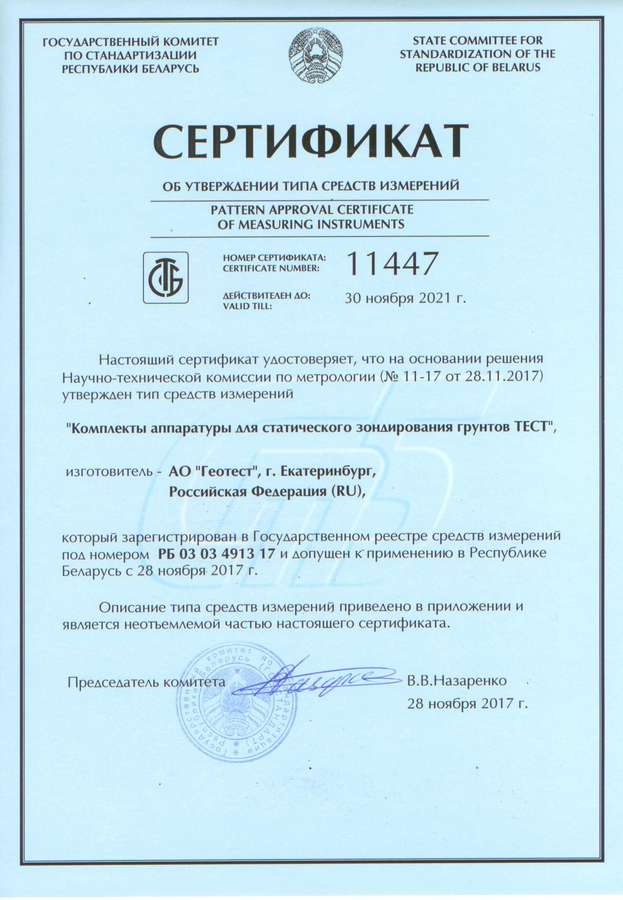 ГОСУДАРСТВЕННЫЙ КОМИТЕТ
ПО СТАНДАРТИЗАЦИИ
РЕСПУБЛИКИ БЕЛАРУСЬ
STATE COMMITTEE FOR
STANDARDIZATION OF THE
REPUBLIC OF BELARUS
СЕРТИФИКАТ
ОБ УТВЕРЖДЕНИИ ТИПА СРЕДСТВ ИЗМЕРЕНИЙ
PATTERN APPROVAL CERTIFICATE
OF MEASURING INSTRUMENTS
НОМЕР СЕРТИФИКАТА:
CERTIFICATE NUMBER:
11447
ДЕЙСТВИТЕЛЕН ДО:
VALID TILL:
30 ноября 2021 г.
Настоящий сертификат удостоверяет, что на основании решения
Научно-технической комиссии по метрологии (№ 11-17 от 28.11.2017)
утвержден тип средств измерений
"Комплекты аппаратуры для статического зондирования грунтов ТЕСТ",
изготовитель - АО "Геотест", г. Екатеринбург,
Российская Федерация (RU),
который зарегистрирован в Государственном реестре средств измерений
под номером РБ 03 03 4913 17 и допущен к применению в Республике
Беларусь с 28 ноября 2017 г.
Описание типа средств измерений приведено в приложении и
является неотъемлемой частью настоящего сертификата.
Председатель комитета
В.В.Назаренко
28 ноября 2017 г.